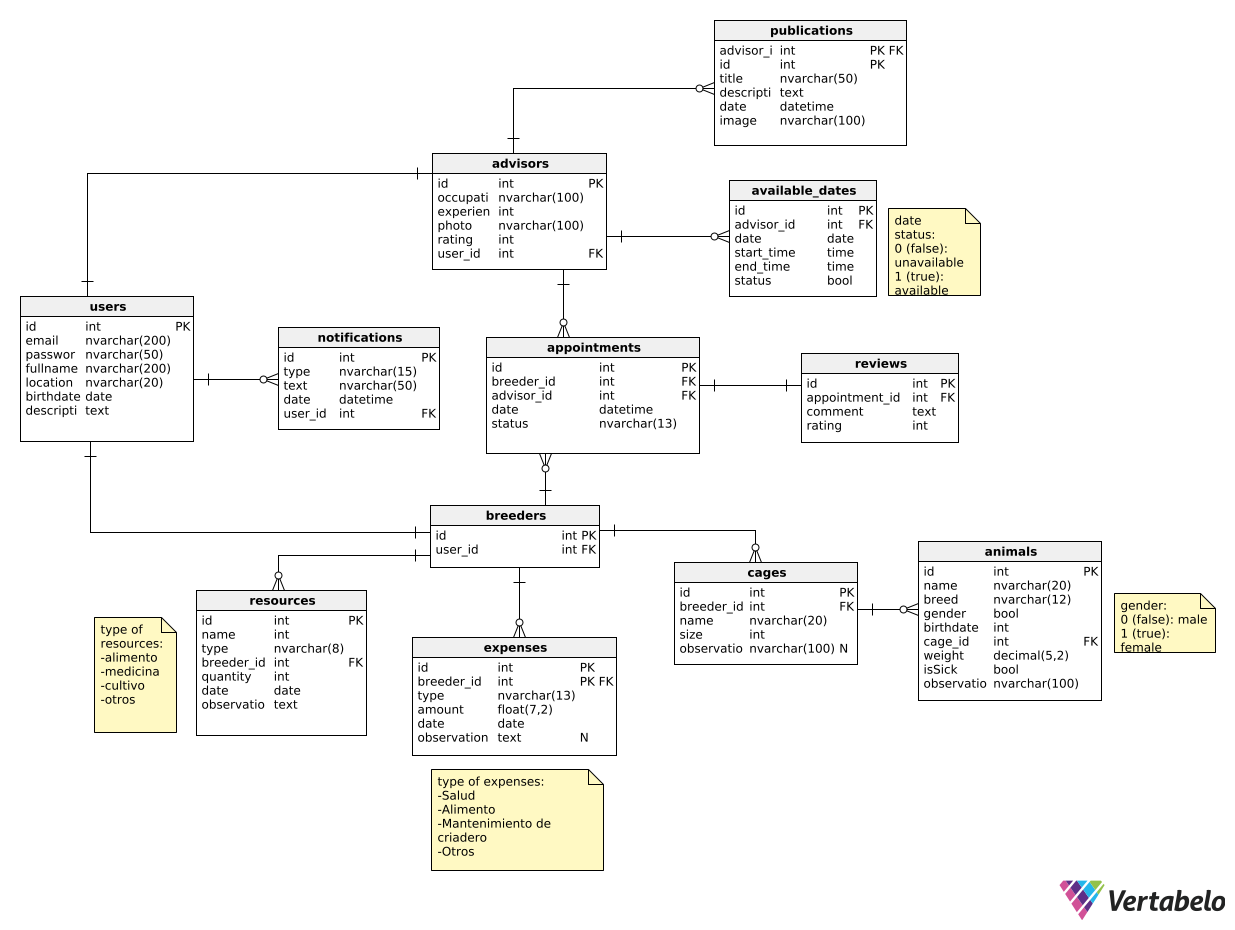 publications
advisor_i int PK FK
id int PK
title nvarchar(50)
descripti text
date datetime
image nvarchar(100)
advisors
id int PK
occupati nvarchar(100)
experien int
photo nvarchar(100)
rating int
user_id int FK
available_dates
id int PK
advisor_id int FK
date date
start_time time
end_time time
status bool
date
status:
0 (false):
unavailable
1 (true):
available
users
id int PK
email nvarchar(200)
passwor nvarchar(50)
fullname nvarchar(200)
location nvarchar(20)
birthdate date
descripti text
notifications
id int PK
type nvarchar(15)
text nvarchar(50)
date datetime
user_id int FK
appointments
id int PK
breeder_id int FK
advisor_id int FK
date datetime
status nvarchar(13)
reviews
id int PK
appointment_id int FK
comment text
rating int
breeders
id int PK
user_id int FK
cages
id int PK
breeder_id int FK
name nvarchar(20)
size int
observatio nvarchar(100) N
animals
id int PK
name nvarchar(20)
breed nvarchar(12)
gender bool
birthdate int
cage_id int FK
weight decimal(5,2)
isSick bool
observatio nvarchar(100)
gender:
0 (false): male
1 (true):
female
type of
resources:
-alimento
-medicina
-cultivo
-otros
resources
id int PK
name int
type nvarchar(8)
breeder_id int FK
quantity int
date date
observatio text
expenses
id int PK
breeder_id int PK FK
type nvarchar(13)
amount float(7,2)
date date
observation text N
type of expenses:
-Salud
-Alimento
-Mantenimiento de
criadero
-Otros
Vertabelo